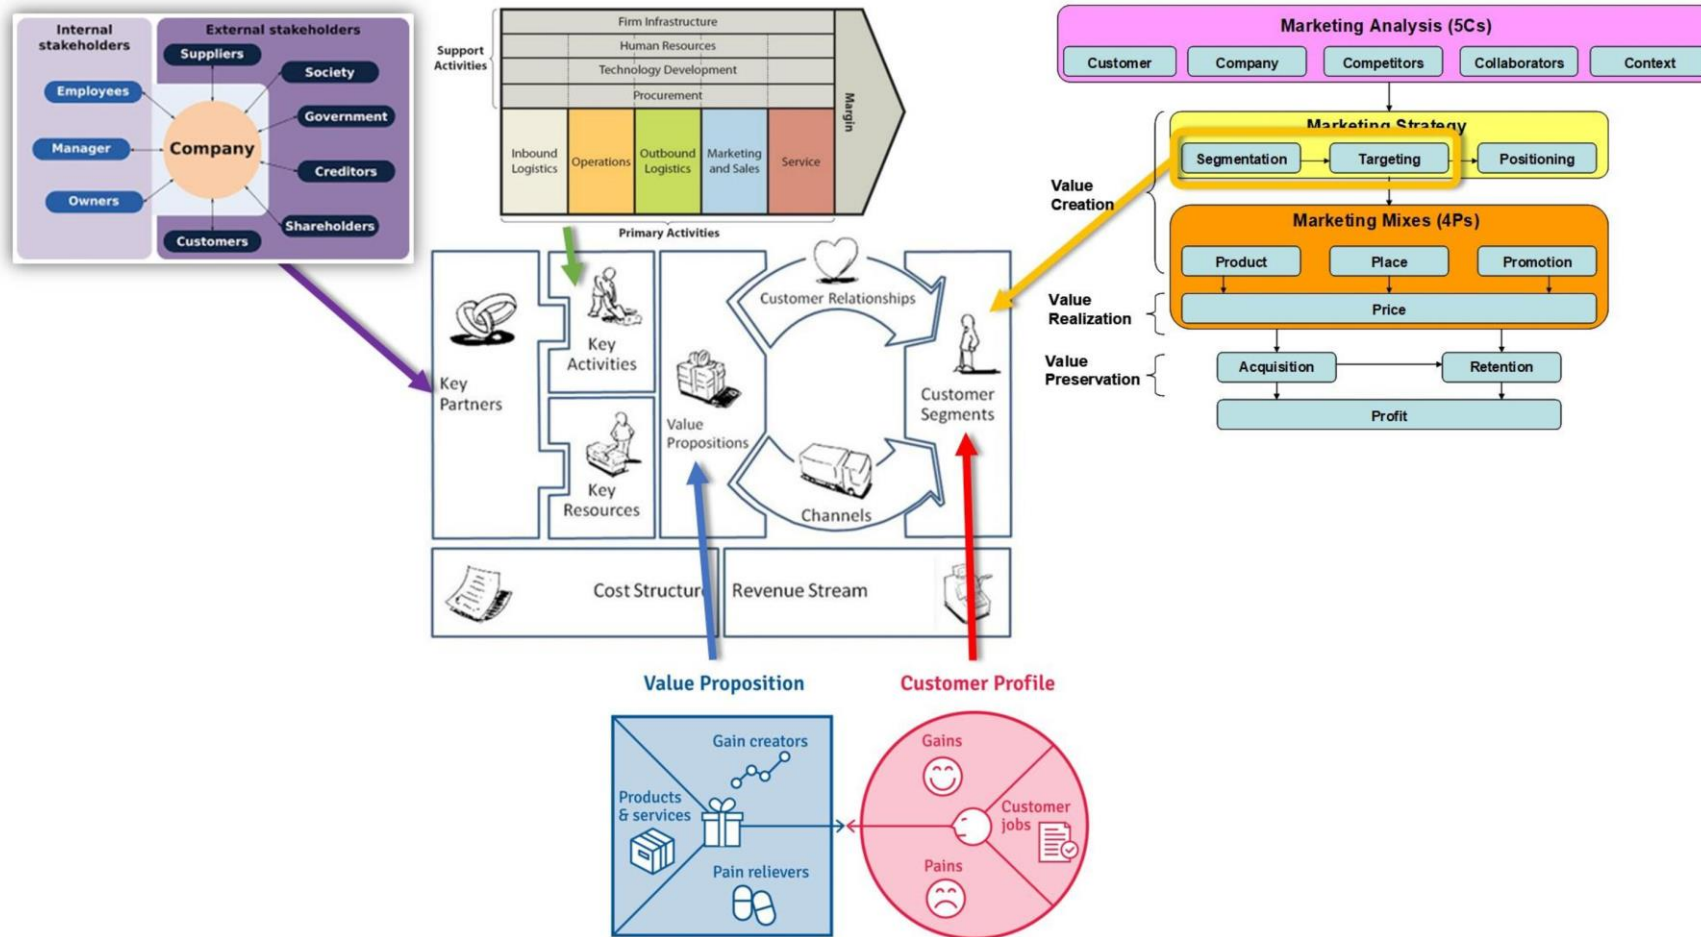 Internal
stakeholders
External stakeholders
Suppliers
Society
Employees
Government
Manager
Company
Creditors
Owners
Shareholders
Customers
Support
Activities
Firm Infrastructure
Human Resources
Technology Development
Procurement
Margin
Inbound
Logistics
Operations
Outbound
Logistics
Marketing
and Sales
Service
Primary Activities
Marketing Analysis (5Cs)
Customer
Company
Competitors
Collaborators
Context
Marketing Strategy
Segmentation
Targeting
Positioning
Value
Creation
Marketing Mixes (4Ps)
Product
Place
Promotion
Value
Realization
Price
Value
Preservation
Acquisition
Retention
Profit
Key
Partners
Key
Activities
Key
Resources
Value
Propositions
Customer Relationships
Channels
Customer
Segments
Cost Structure
Revenue Stream
Value Proposition
Gain creators
Products
& services
Pain relievers
Customer Profile
Gains
Customer
jobs
Pains